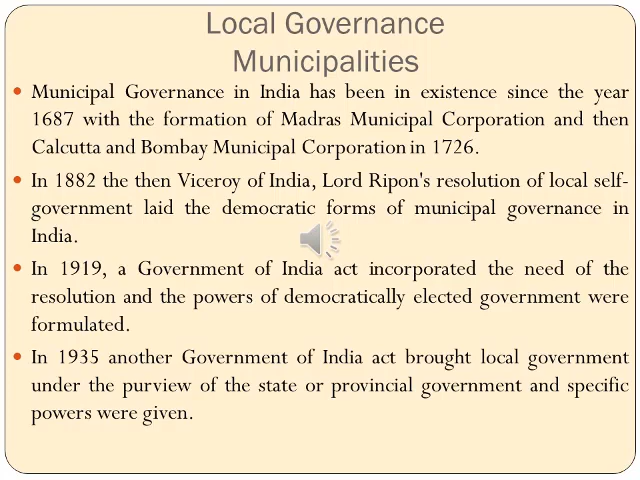 Local Governance
Municipalities
• Municipal Governance in India has been in existence since the year
1687 with the formation of Madras Municipal Corporation and then
Calcutta and Bombay Municipal Corporation in 1726.
• In 1882 the then Viceroy of India, Lord Ripon's resolution of local self-
government laid the democratic forms of municipal governance in
India.
• In 1919, a Government of India act incorporated the need of the
resolution and the powers of democratically elected government were
formulated.
• In 1935 another Government of India act brought local government
under the purview of the state or provincial government and specific
powers were given.